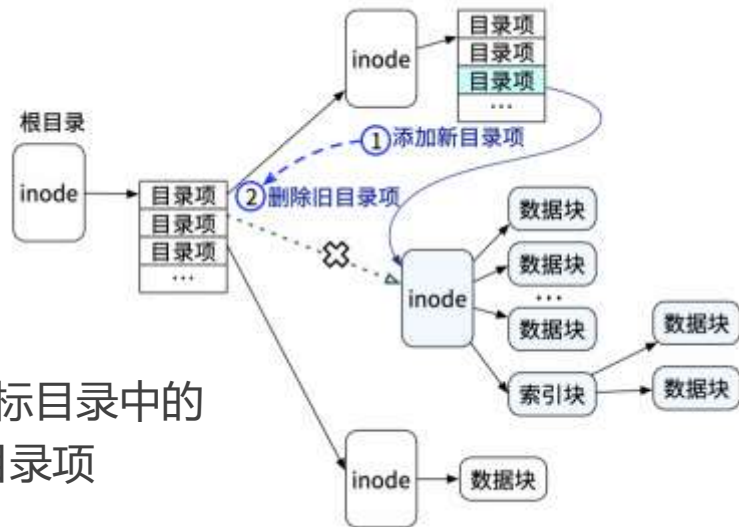 目录项
目录项
目录项
…
inode
根目录
inode
①添加新目录项
②删除旧目录项
目录项
目录项
目录项
…
数据块
数据块
…
数据块
inode
索引块
数据块
数据块
标目录中的
目录项
inode
数据块